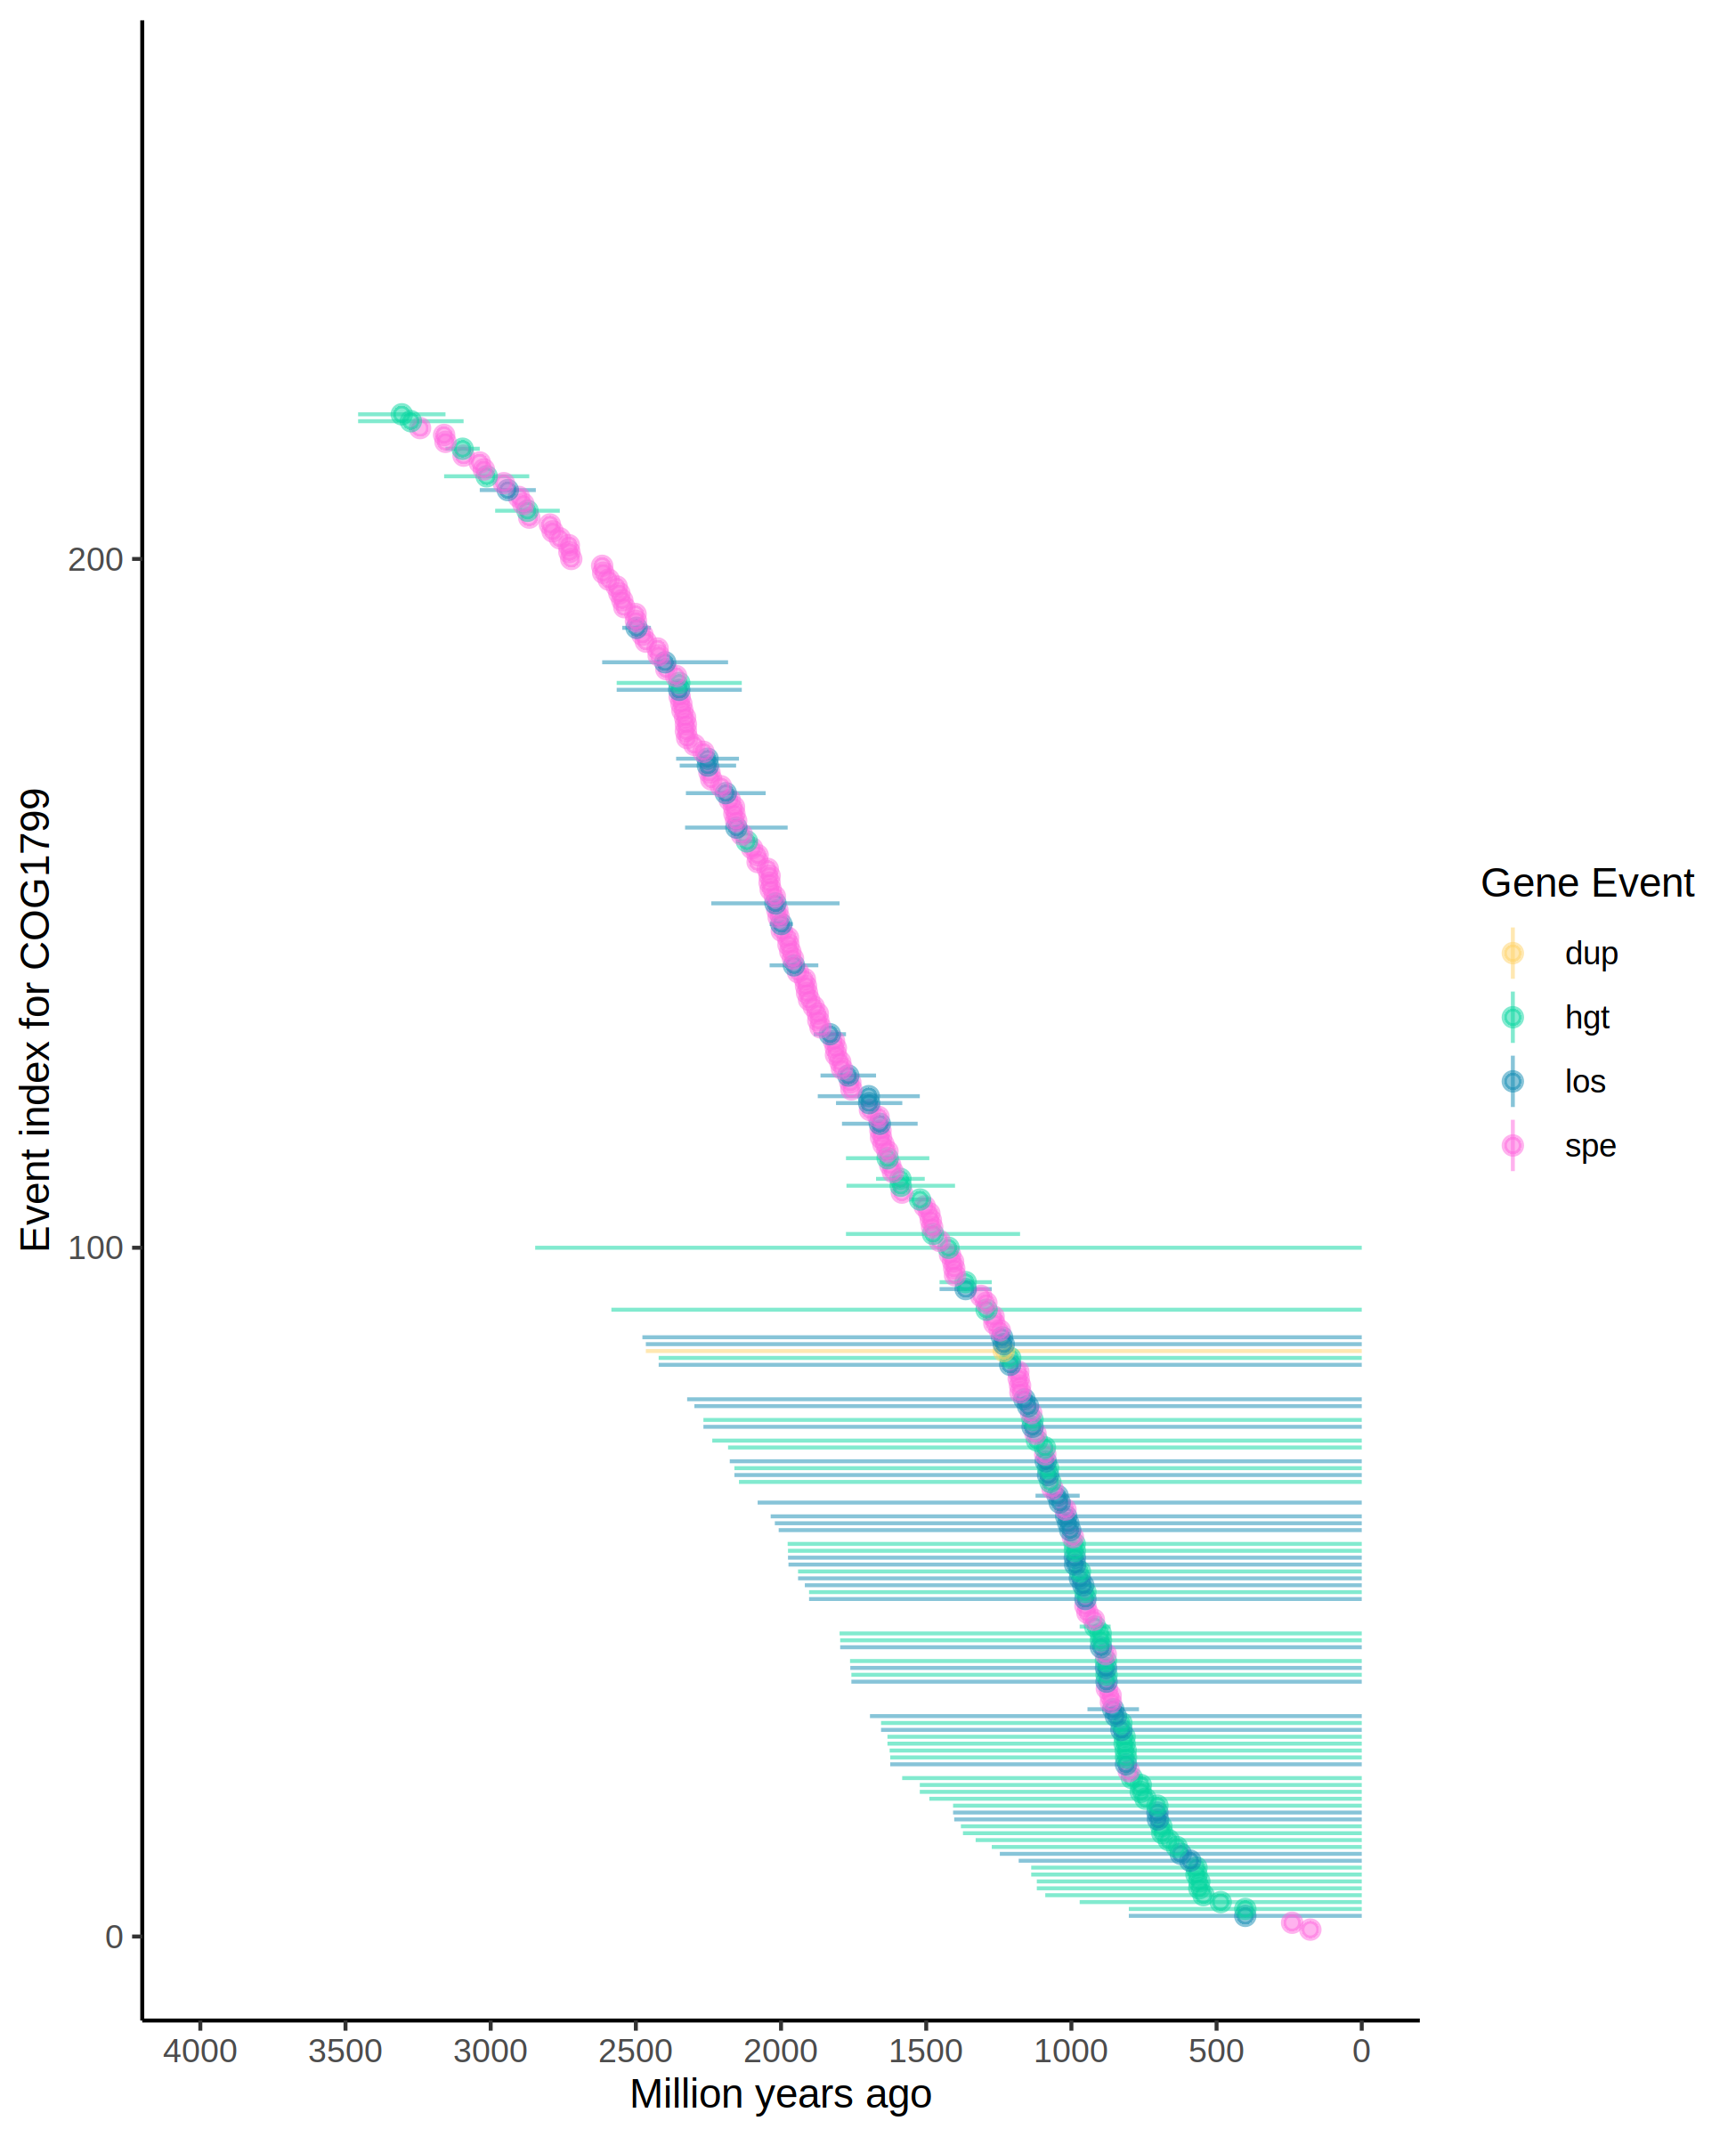 Event index for COG1799
200
100
0
4000 3500 3000 2500 2000 1500 1000 500 0
Million years ago
Gene Event
dup
hgt
los
spe